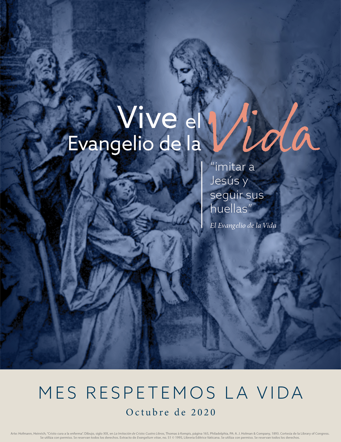 Vive el
Evangelio de la Vida
“imitar a
Jesús y
seguir sus
huellas”
El Evangelio de la Vida
MES RESPETEMOS LA VIDA
Octubre de 2020